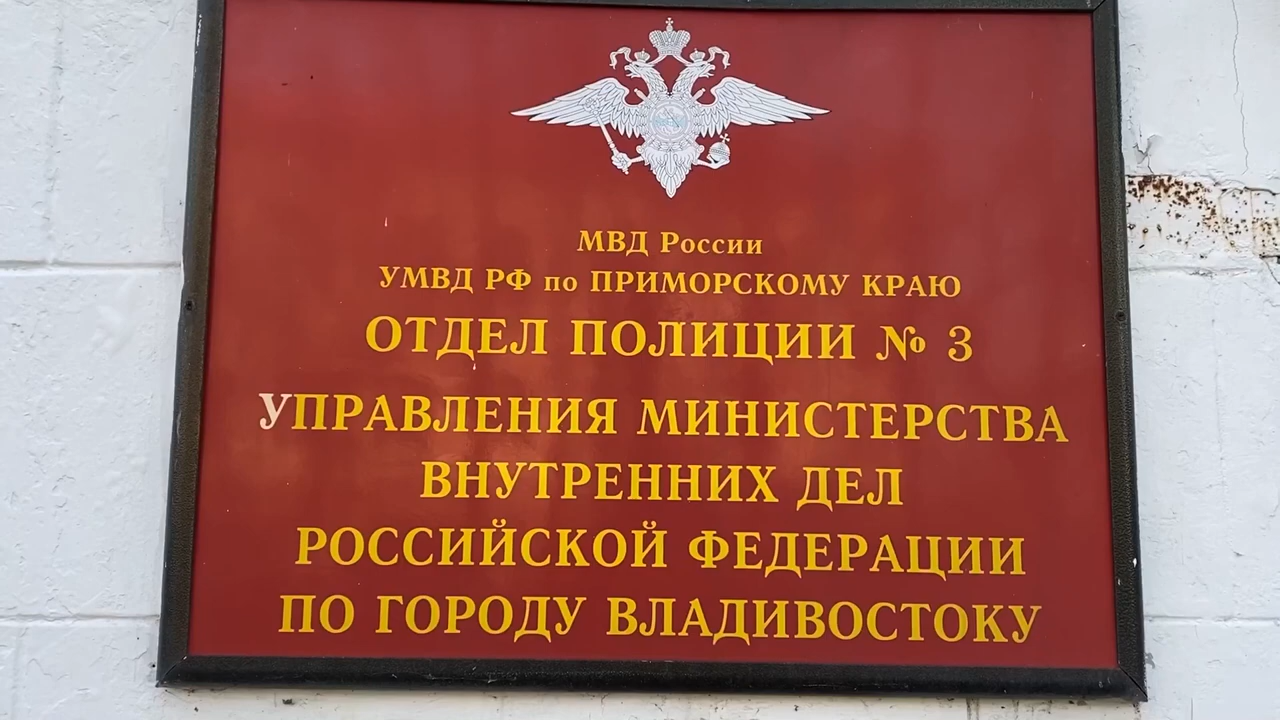 МВД России
УМВД РФ по ПРИМОРСКОМУ КРАЮ
ОТДЕЛ ПОЛИЦИИ № 3
УПРАВЛЕНИЯ МИНИСТЕРСТВА
ВНУТРЕННИХ ДЕЛ
РОССИЙСКОЙ ФЕДЕРАЦИИ
ПО ГОРОДУ ВЛАДИВОСТОКУ